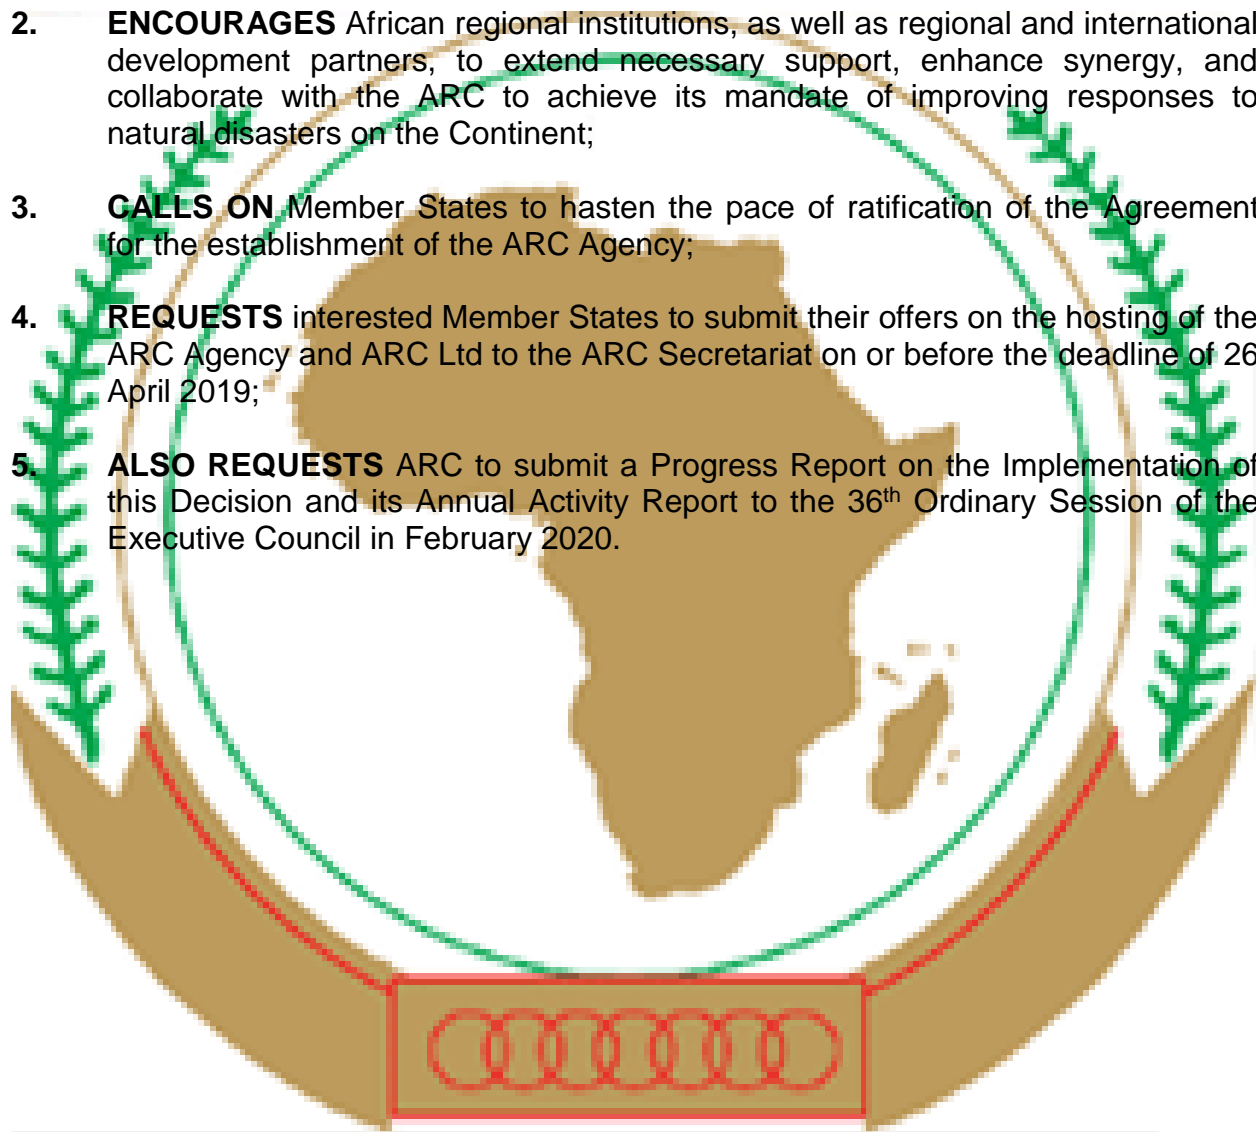 2. ENCOURAGES African regional institutions, as well as regional and international
development partners, to extend necessary support, enhance synergy, and
collaborate with the ARC to achieve its mandate of improving responses to
natural disasters on the Continent;
3. CALLS ON Member States to hasten the pace of ratification of the Agreement
for the establishment of the ARC Agency;
4. REQUESTS interested Member States to submit their offers on the hosting of the
ARC Agency and ARC Ltd to the ARC Secretariat on or before the deadline of 26
April 2019;
5. ALSO REQUESTS ARC to submit a Progress Report on the Implementation of
this Decision and its Annual Activity Report to the 36th Ordinary Session of the
Executive Council in February 2020.